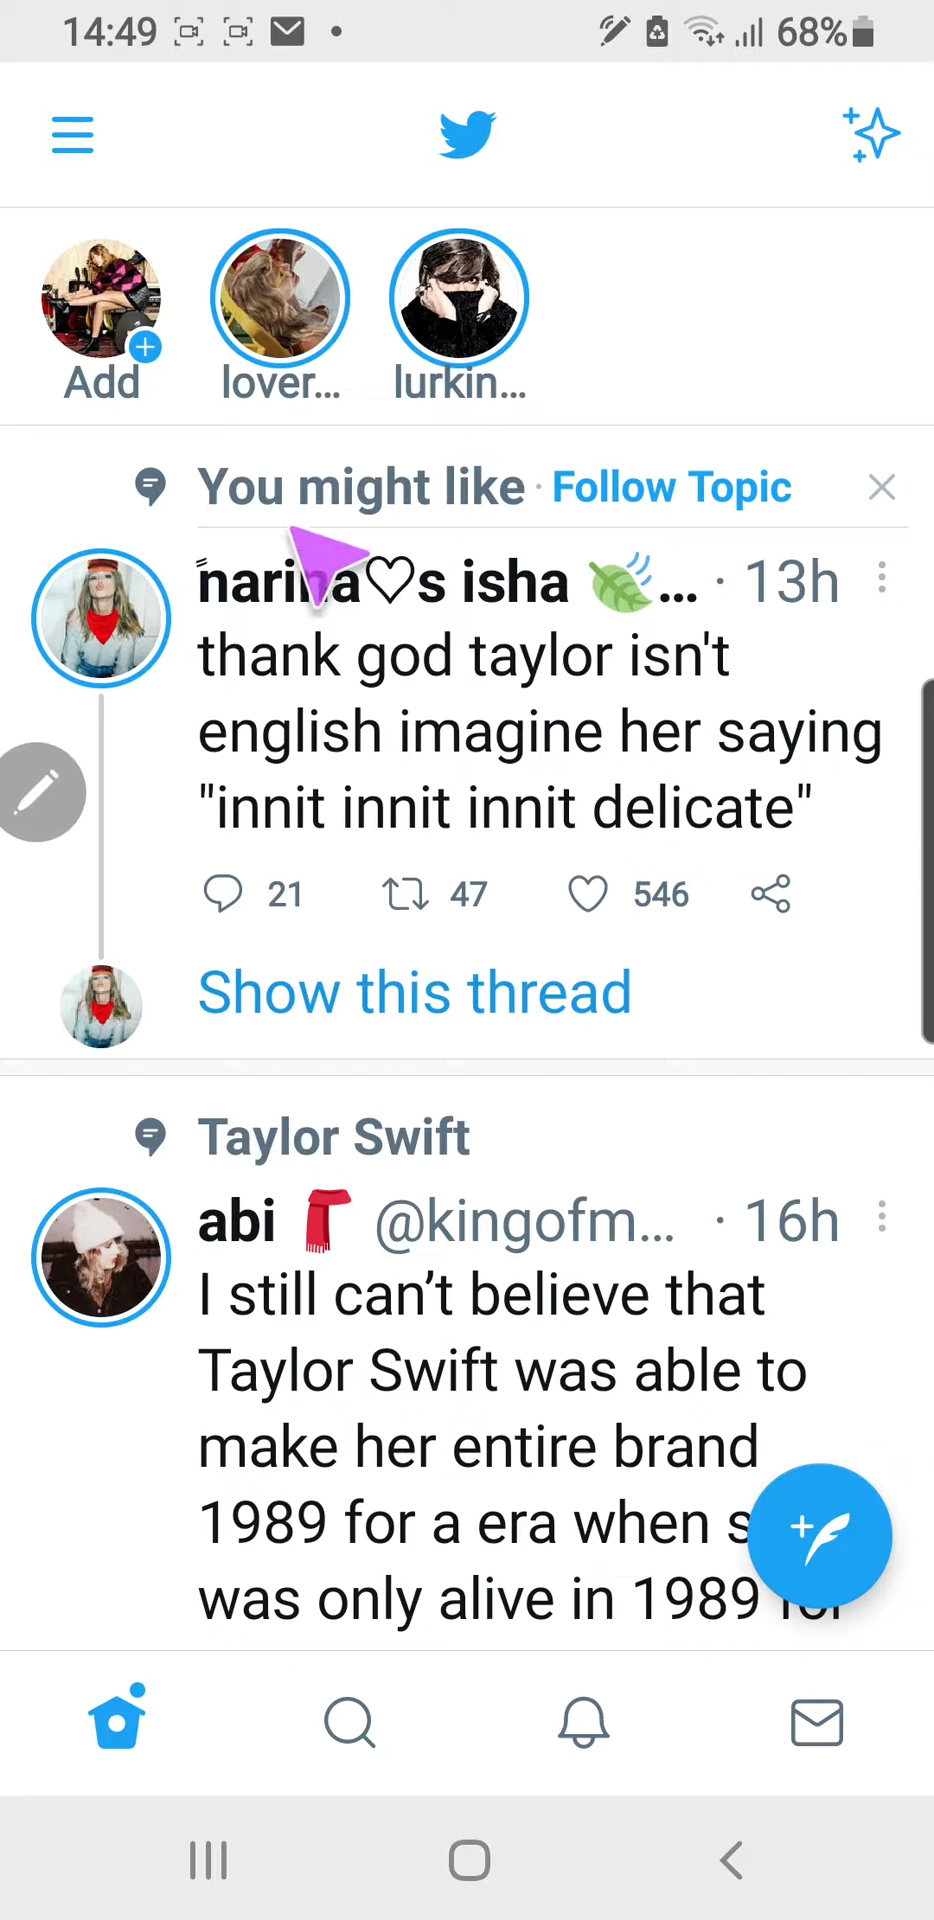 14:49 68%
Add lover... lurkin...
You might like · Follow Topic
narina♡s isha 🍃... · 13h
thank god taylor isn't
english imagine her saying
"innit innit innit delicate"
21 47 546
Show this thread
Taylor Swift
abi 🧣 @kingofm... · 16h
I still can’t believe that
Taylor Swift was able to
make her entire brand
1989 for a era when s
was only alive in 1989 for